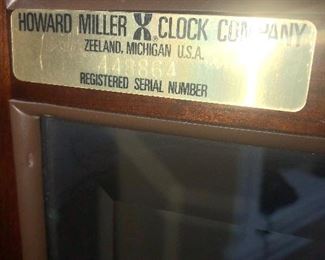 HOWARD MILLER CLOCK COMPANY
ZEELAND, MICHIGAN U.S.A.
REGISTERED SERIAL NUMBER